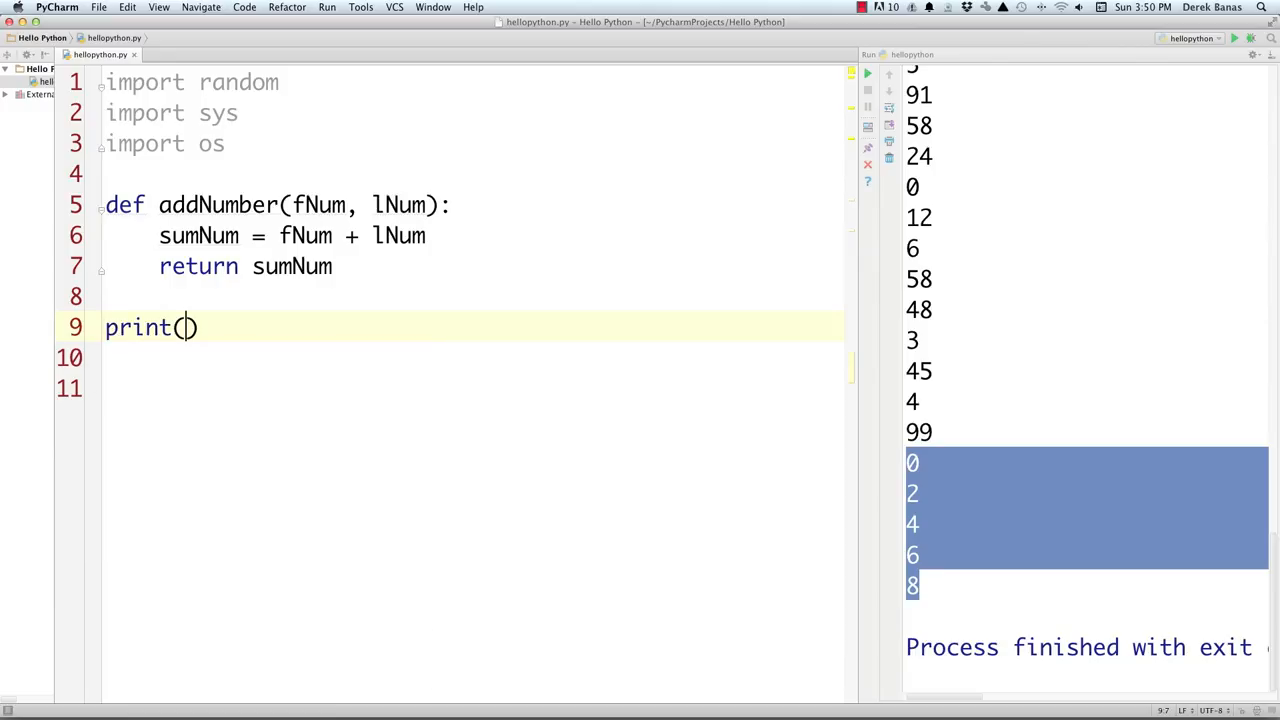 PyCharm File Edit View Navigate Code Refactor Run Tools VCS Window Help 10 Sun 3:50 PM Derek Banas
hellopython.py – Hello Python – [~/PycharmProjects/Hello Python]
Hello Python hellopython.py hellopython
hellopython.py Run hellopython
Hello P
hell
Externa
1 import random
2 import sys
3 import os
4
5 def addNumber(fNum, lNum):
6 sumNum = fNum + lNum
7 return sumNum
8
9 print()
10
11
91
58
24
0
12
6
58
48
3
45
4
99
0
2
4
6
8
Process finished with exit
9:7 LF UTF-8